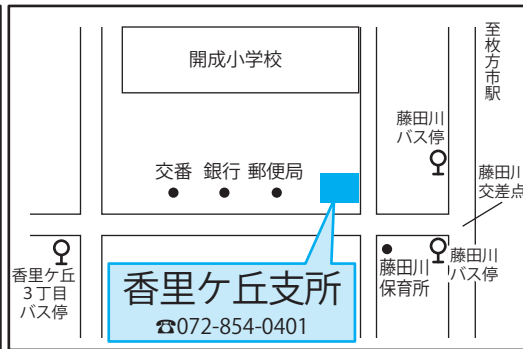 開成小学校
至枚方市駅
藤田川
バス停
交番
銀行
郵便局
藤田川
交差点
香里ケ丘
3丁目
バス停
香里ケ丘支所
☎072-854-0401
藤田川
保育所
藤田川
バス停